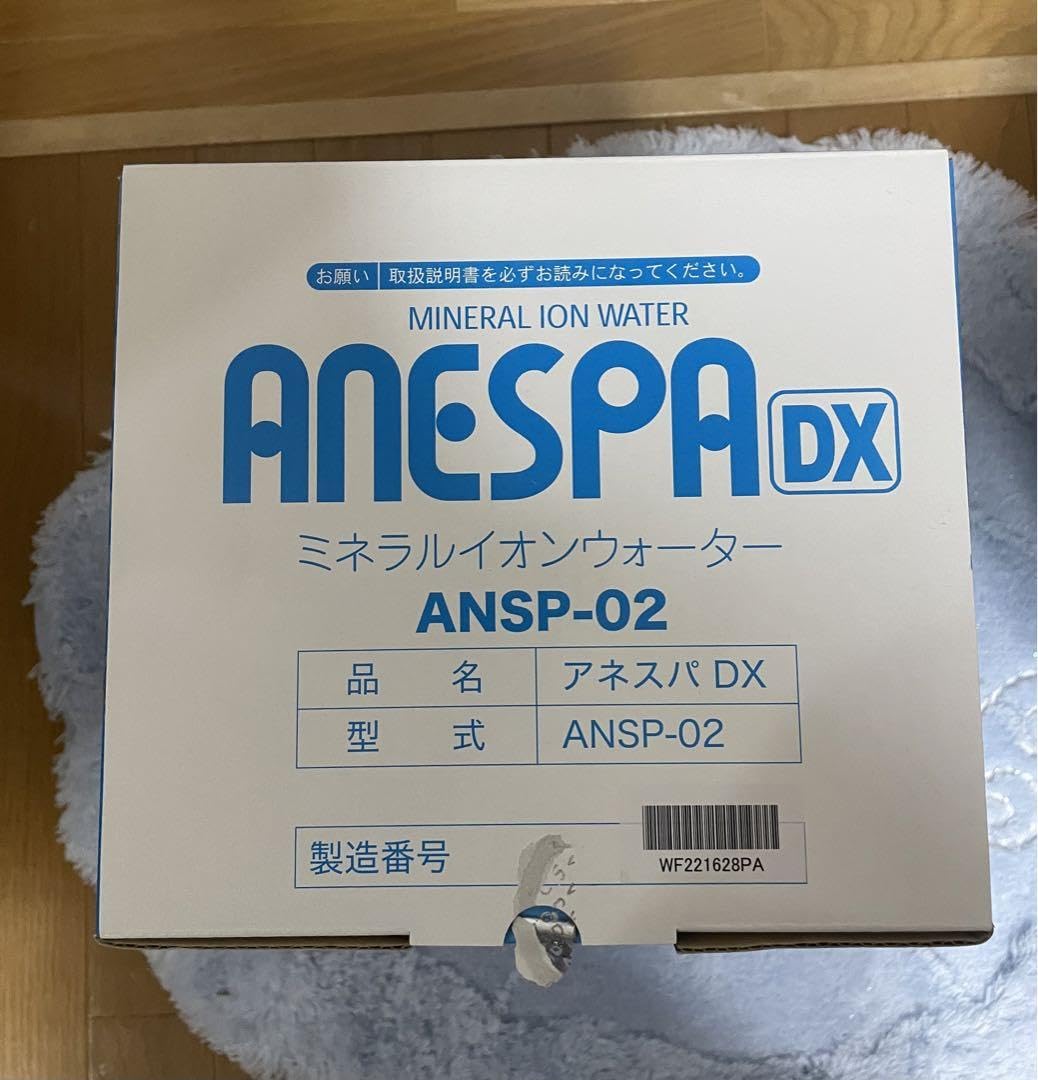 お願い 取扱説明書を必ずお読みになってください。
MINERAL ION WATER
ANESPA DX
ミネラルイオンウォーター
ANSP-02
品 名 アネスパ DX
型 式 ANSP-02
製造番号
WF221628PA